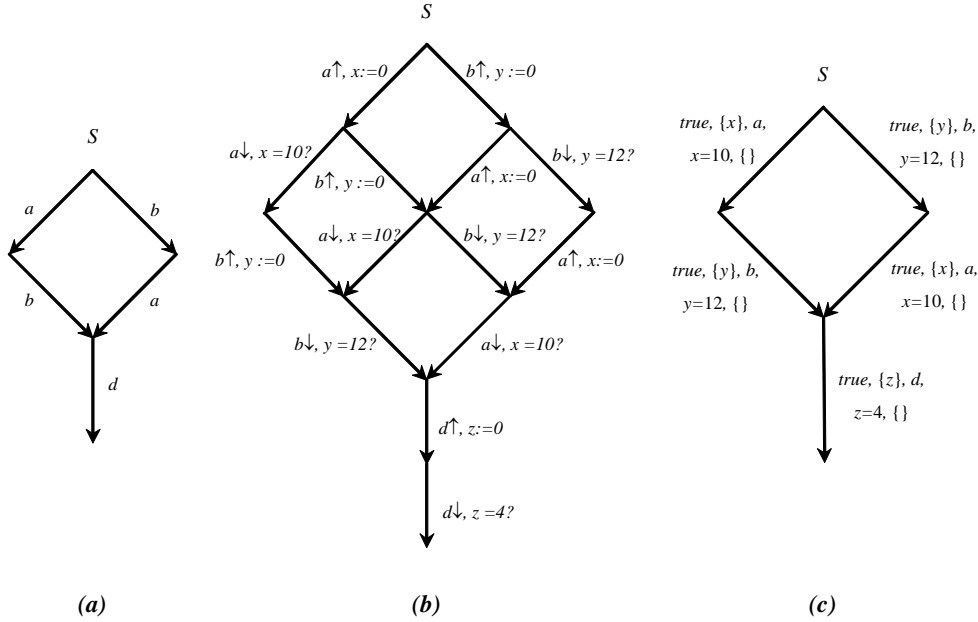 S
a
b
b
a
d
(a)
S
a↑, x:=0
b↑, y :=0
a↓, x =10?
b↑, y :=0
a↑, x:=0
b↓, y =12?
b↑, y :=0
a↓, x =10?
b↓, y =12?
a↑, x:=0
b↓, y =12?
a↓, x =10?
d↑, z:=0
d↓, z =4?
(b)
S
true, {x}, a,
x=10, {}
true, {y}, b,
y=12, {}
true, {y}, b,
y=12, {}
true, {x}, a,
x=10, {}
true, {z}, d,
z=4, {}
(c)